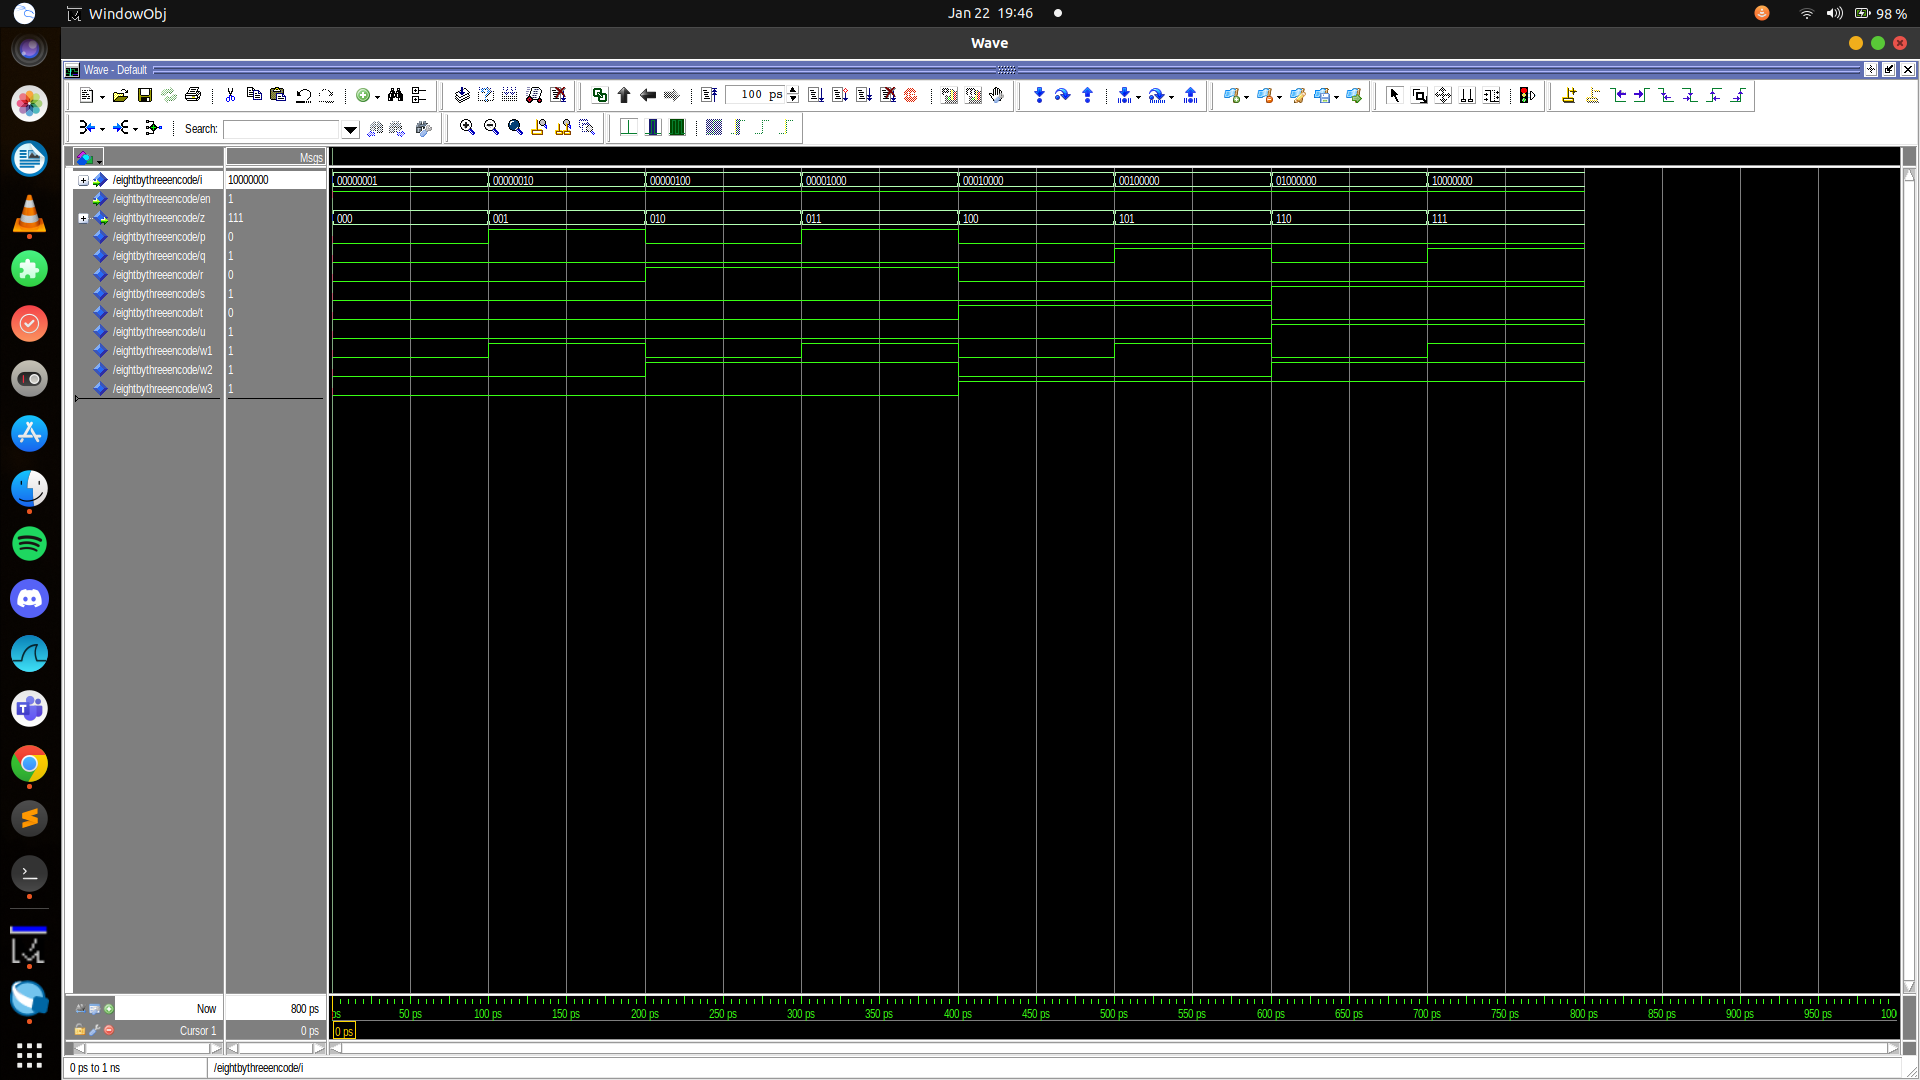 WindowObj
Jan 22 19:46
98 %
Wave
Wave - Default
100 ps
Search:
Msgs
/eightbythreeencode/i 10000000 00000001 00000010 00000100 00001000 00010000 00100000 01000000 10000000
/eightbythreeencode/en 1
/eightbythreeencode/z 111 000 001 010 011 100 101 110 111
/eightbythreeencode/p 0
/eightbythreeencode/q 1
/eightbythreeencode/r 0
/eightbythreeencode/s 1
/eightbythreeencode/t 0
/eightbythreeencode/u 1
/eightbythreeencode/w1 1
/eightbythreeencode/w2 1
/eightbythreeencode/w3 1
Now 800 ps ps 50 ps 100 ps 150 ps 200 ps 250 ps 300 ps 350 ps 400 ps 450 ps 500 ps 550 ps 600 ps 650 ps 700 ps 750 ps 800 ps 850 ps 900 ps 950 ps 100
Cursor 1 0 ps 0 ps
0 ps to 1 ns /eightbythreeencode/i